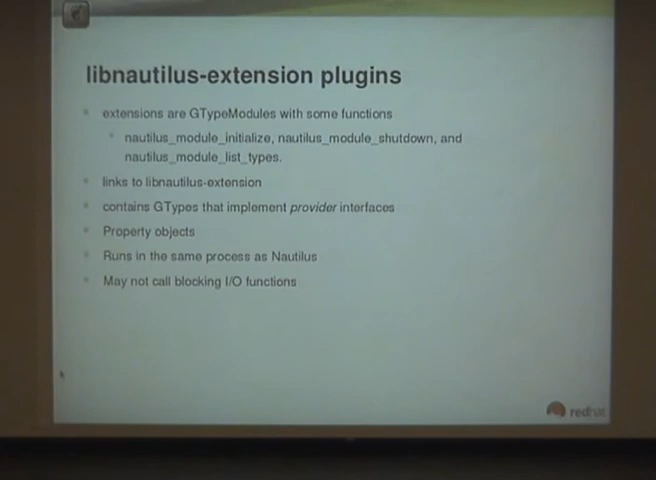 libnautilus-extension plugins
extensions are GTypeModules with some functions
nautilus_module_initialize, nautilus_module_shutdown, and
nautilus_module_list_types.
links to libnautilus-extension
contains GTypes that implement provider interfaces
Property objects
Runs in the same process as Nautilus
May not call blocking I/O functions
redhat